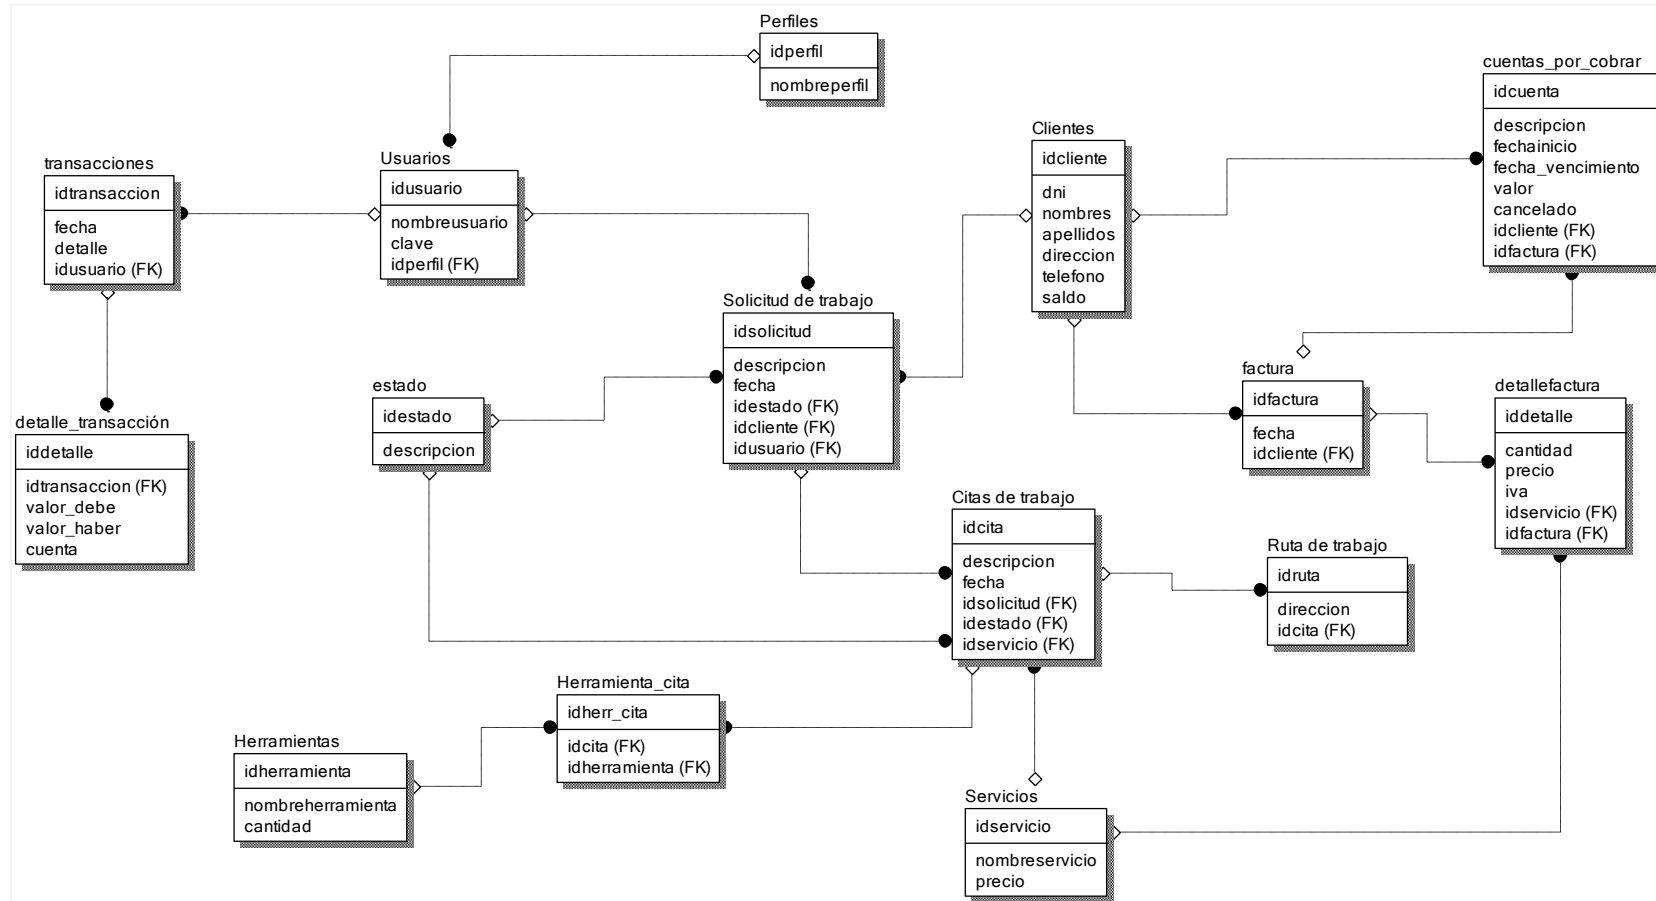 Perfiles
idperfil
nombreperfil
cuentas_por_cobrar
idcuenta
descripcion
fechainicio
fecha_vencimiento
valor
cancelado
idcliente (FK)
idfactura (FK)
Clientes
idcliente
dni
nombres
apellidos
direccion
telefono
saldo
Usuarios
idusuario
nombreusuario
clave
idperfil (FK)
transacciones
idtransaccion
fecha
detalle
idusuario (FK)
Solicitud de trabajo
idsolicitud
descripcion
fecha
idestado (FK)
idcliente (FK)
idusuario (FK)
factura
idfactura
fecha
idcliente (FK)
detallefactura
iddetalle
cantidad
precio
iva
idservicio (FK)
idfactura (FK)
estado
idestado
descripcion
detalle_transacción
iddetalle
idtransaccion (FK)
valor_debe
valor_haber
cuenta
Citas de trabajo
idcita
descripcion
fecha
idsolicitud (FK)
idestado (FK)
idservicio (FK)
Ruta de trabajo
idruta
direccion
idcita (FK)
Herramienta_cita
idherr_cita
idcita (FK)
idherramienta (FK)
Herramientas
idherramienta
nombreherramienta
cantidad
Servicios
idservicio
nombreservicio
precio